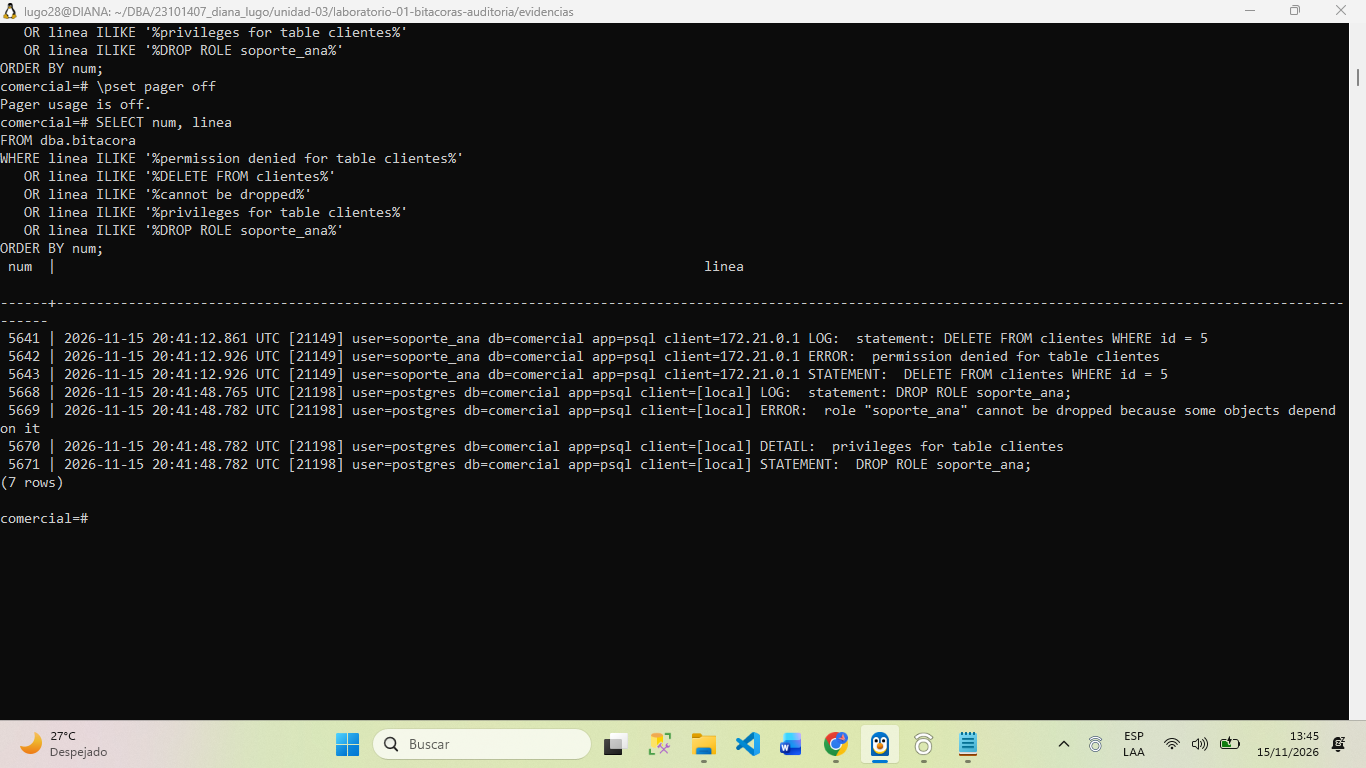 lugo28@DIANA: ~/DBA/23101407_diana_lugo/unidad-03/laboratorio-01-bitacoras-auditoria/evidencias
   OR linea ILIKE '%privileges for table clientes%'
   OR linea ILIKE '%DROP ROLE soporte_ana%'
ORDER BY num;
comercial=# \pset pager off
Pager usage is off.
comercial=# SELECT num, linea
FROM dba.bitacora
WHERE linea ILIKE '%permission denied for table clientes%'
   OR linea ILIKE '%DELETE FROM clientes%'
   OR linea ILIKE '%cannot be dropped%'
   OR linea ILIKE '%privileges for table clientes%'
   OR linea ILIKE '%DROP ROLE soporte_ana%'
ORDER BY num;
 num  |                                                                                 linea
------+-----------------------------------------------------------------------------------------------------------------------------------------------------------------
------
 5641 | 2026-11-15 20:41:12.861 UTC [21149] user=soporte_ana db=comercial app=psql client=172.21.0.1 LOG:  statement: DELETE FROM clientes WHERE id = 5
 5642 | 2026-11-15 20:41:12.926 UTC [21149] user=soporte_ana db=comercial app=psql client=172.21.0.1 ERROR:  permission denied for table clientes
 5643 | 2026-11-15 20:41:12.926 UTC [21149] user=soporte_ana db=comercial app=psql client=172.21.0.1 STATEMENT:  DELETE FROM clientes WHERE id = 5
 5668 | 2026-11-15 20:41:48.765 UTC [21198] user=postgres db=comercial app=psql client=[local] LOG:  statement: DROP ROLE soporte_ana;
 5669 | 2026-11-15 20:41:48.782 UTC [21198] user=postgres db=comercial app=psql client=[local] ERROR:  role "soporte_ana" cannot be dropped because some objects depend
on it
 5670 | 2026-11-15 20:41:48.782 UTC [21198] user=postgres db=comercial app=psql client=[local] DETAIL:  privileges for table clientes
 5671 | 2026-11-15 20:41:48.782 UTC [21198] user=postgres db=comercial app=psql client=[local] STATEMENT:  DROP ROLE soporte_ana;
(7 rows)
comercial=#
27°C
Despejado
Buscar
ESP
LAA
13:45
15/11/2026